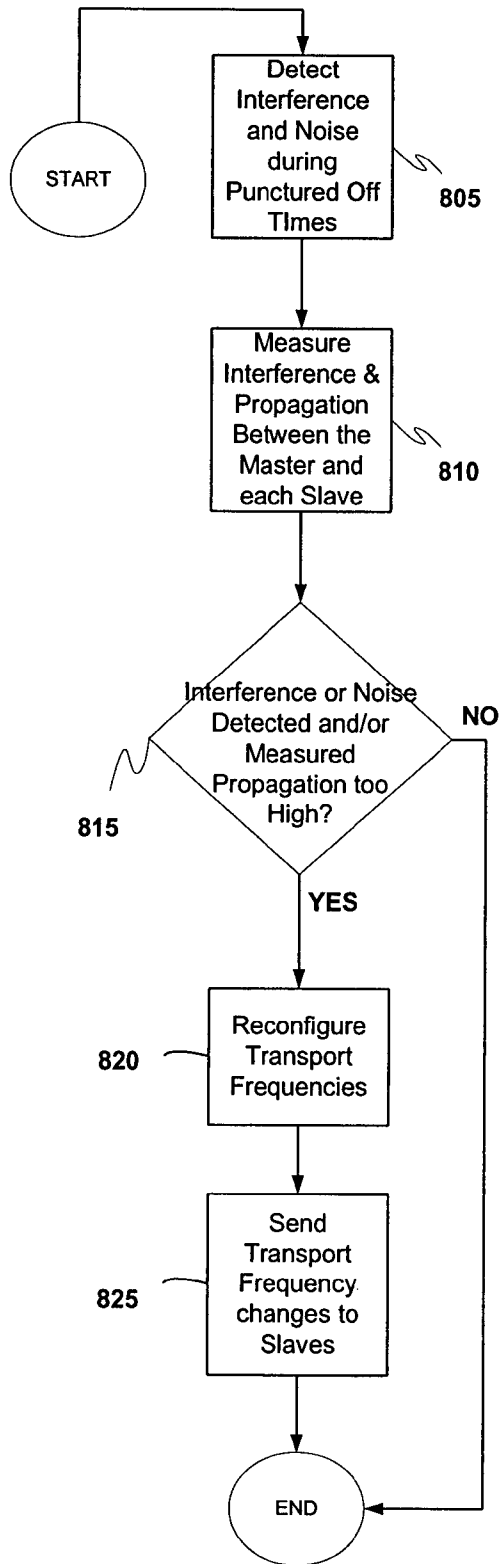 START
Detect
Interference
and Noise
during
Punctured Off
TImes
805
Measure
Interference &
Propagation
Between the
Master and
each Slave
810
Interference or Noise
Detected and/or
Measured
Propagation too
High?
NO
815
YES
820
Reconfigure
Transport
Frequencies
825
Send
Transport
Frequency
changes to
Slaves
END